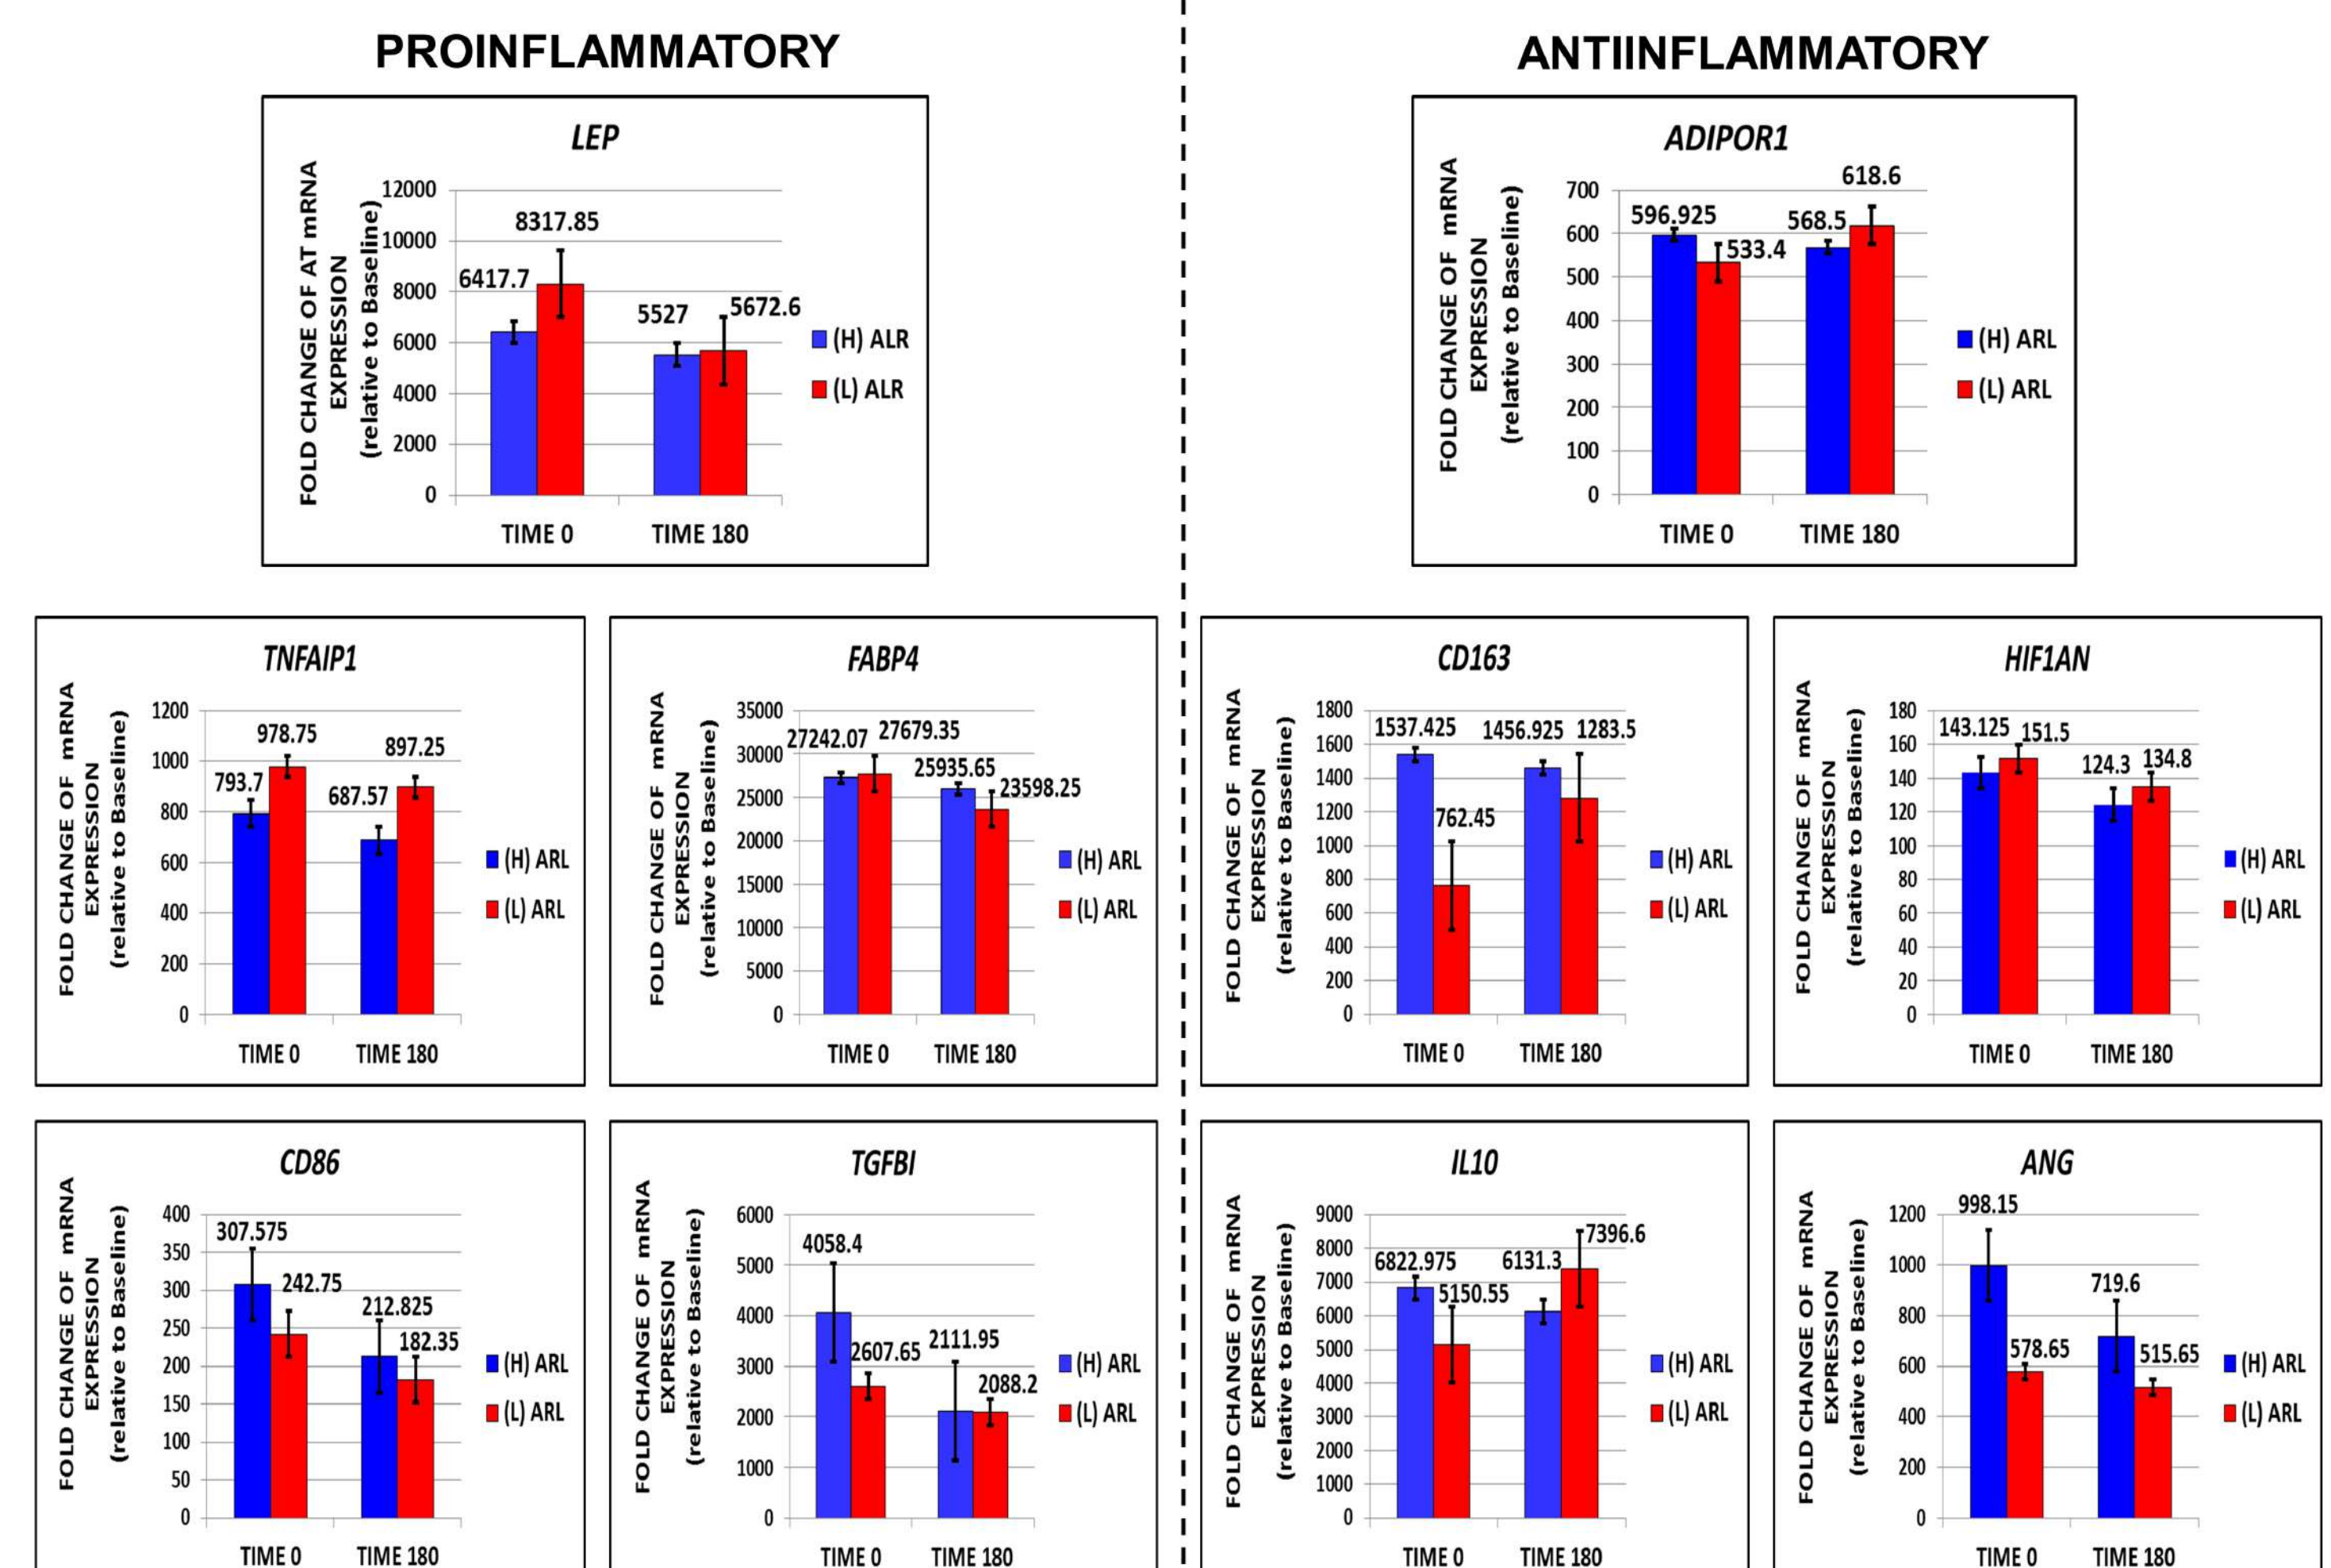 PROINFLAMMATORY
ANTIINFLAMMATORY
LEP
FOLD CHANGE OF AT mRNA
EXPRESSION
(relative to Baseline)
12000
10000
8000
6000
4000
2000
0
8317.85
6417.7
5527
5672.6
TIME 0
TIME 180
(H) ALR
(L) ALR
ADIPOR1
FOLD CHANGE OF mRNA
EXPRESSION
(relative to Baseline)
700
600
500
400
300
200
100
0
596.925
533.4
568.5
618.6
TIME 0
TIME 180
(H) ARL
(L) ARL
TNFAIP1
FOLD CHANGE OF mRNA
EXPRESSION
(relative to Baseline)
1200
1000
800
600
400
200
0
793.7
978.75
687.57
897.25
TIME 0
TIME 180
(H) ARL
(L) ARL
FABP4
FOLD CHANGE OF mRNA
EXPRESSION
(relative to Baseline)
35000
30000
25000
20000
15000
10000
5000
0
27242.07
27679.35
25935.65
23598.25
TIME 0
TIME 180
(H) ARL
(L) ARL
CD163
FOLD CHANGE OF mRNA
EXPRESSION
(relative to Baseline)
1800
1600
1400
1200
1000
800
600
400
200
0
1537.425
762.45
1456.925
1283.5
TIME 0
TIME 180
(H) ARL
(L) ARL
HIF1AN
FOLD CHANGE OF mRNA
EXPRESSION
(relative to Baseline)
180
160
140
120
100
80
60
40
20
0
143.125
151.5
124.3
134.8
TIME 0
TIME 180
(H) ARL
(L) ARL
CD86
FOLD CHANGE OF mRNA
EXPRESSION
(relative to Baseline)
400
350
300
250
200
150
100
50
0
307.575
242.75
212.825
182.35
TIME 0
TIME 180
(H) ARL
(L) ARL
TGFBI
FOLD CHANGE OF mRNA
EXPRESSION
(relative to Baseline)
6000
5000
4000
3000
2000
1000
0
4058.4
2607.65
2111.95
2088.2
TIME 0
TIME 180
(H) ARL
(L) ARL
IL10
FOLD CHANGE OF mRNA
EXPRESSION
(relative to Baseline)
9000
8000
7000
6000
5000
4000
3000
2000
1000
0
6822.975
5150.55
6131.3
7396.6
TIME 0
TIME 180
(H) ARL
(L) ARL
ANG
FOLD CHANGE OF mRNA
EXPRESSION
(relative to Baseline)
1200
1000
800
600
400
200
0
998.15
578.65
719.6
515.65
TIME 0
TIME 180
(H) ARL
(L) ARL